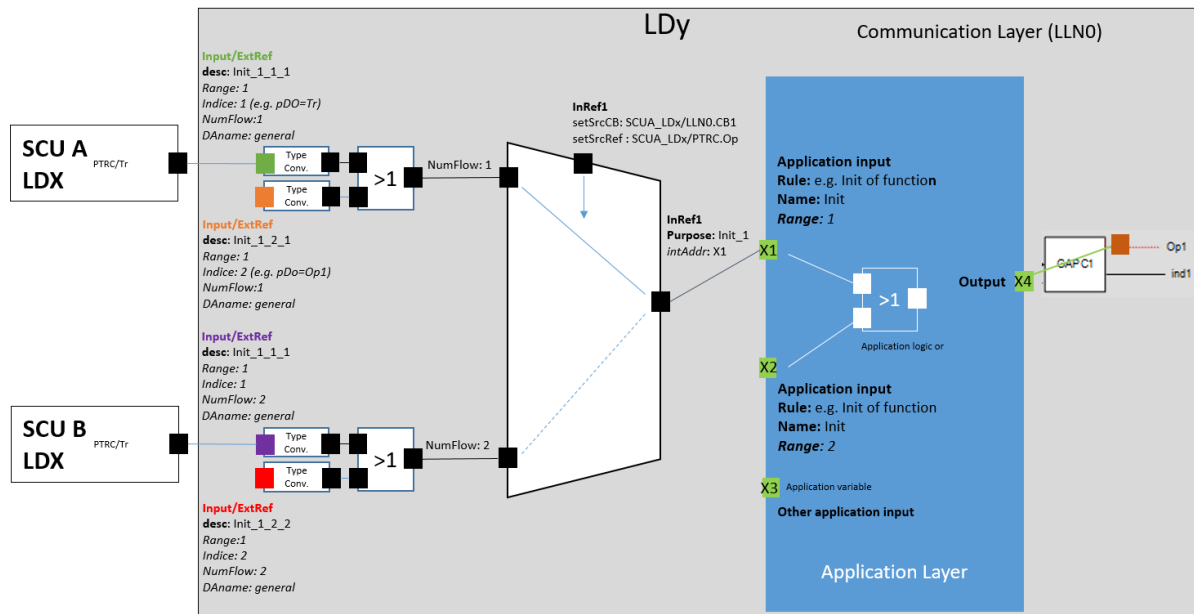 LDy
Communication Layer (LLN0)
Input/ExtRef
desc: Init_1_1_1
Range: 1
Indice: 1 (e.g. pDO=Tr)
NumFlow:1
DAname: general
SCU A
PTRC/Tr
LDX
Type
Conv.
Type
Conv.
>1
NumFlow: 1
Input/ExtRef
desc: Init_1_2_1
Range: 1
Indice: 2 (e.g. pDo=Op1)
NumFlow:1
DAname: general
Input/ExtRef
desc: Init_1_1_1
Range: 1
Indice: 1
NumFlow: 2
DAname: general
SCU B
PTRC/Tr
LDX
Type
Conv.
Type
Conv.
>1
NumFlow: 2
Input/ExtRef
desc: Init_1_2_2
Range:1
Indice: 2
NumFlow: 2
DAname: general
InRef1
setSrcCB: SCUA_LDx/LLN0.CB1
setSrcRef : SCUA_LDx/PTRC.Op
InRef1
Purpose: Init_1
intAddr: X1
Application input
Rule: e.g. Init of function
Name: Init
Range: 1
X1
>1
Application logic or
X2
Application input
Rule: e.g. Init of function
Name: Init
Range: 2
X3
Application variable
Other application input
Application Layer
Output
X4
OAPC1
Op1
ind1